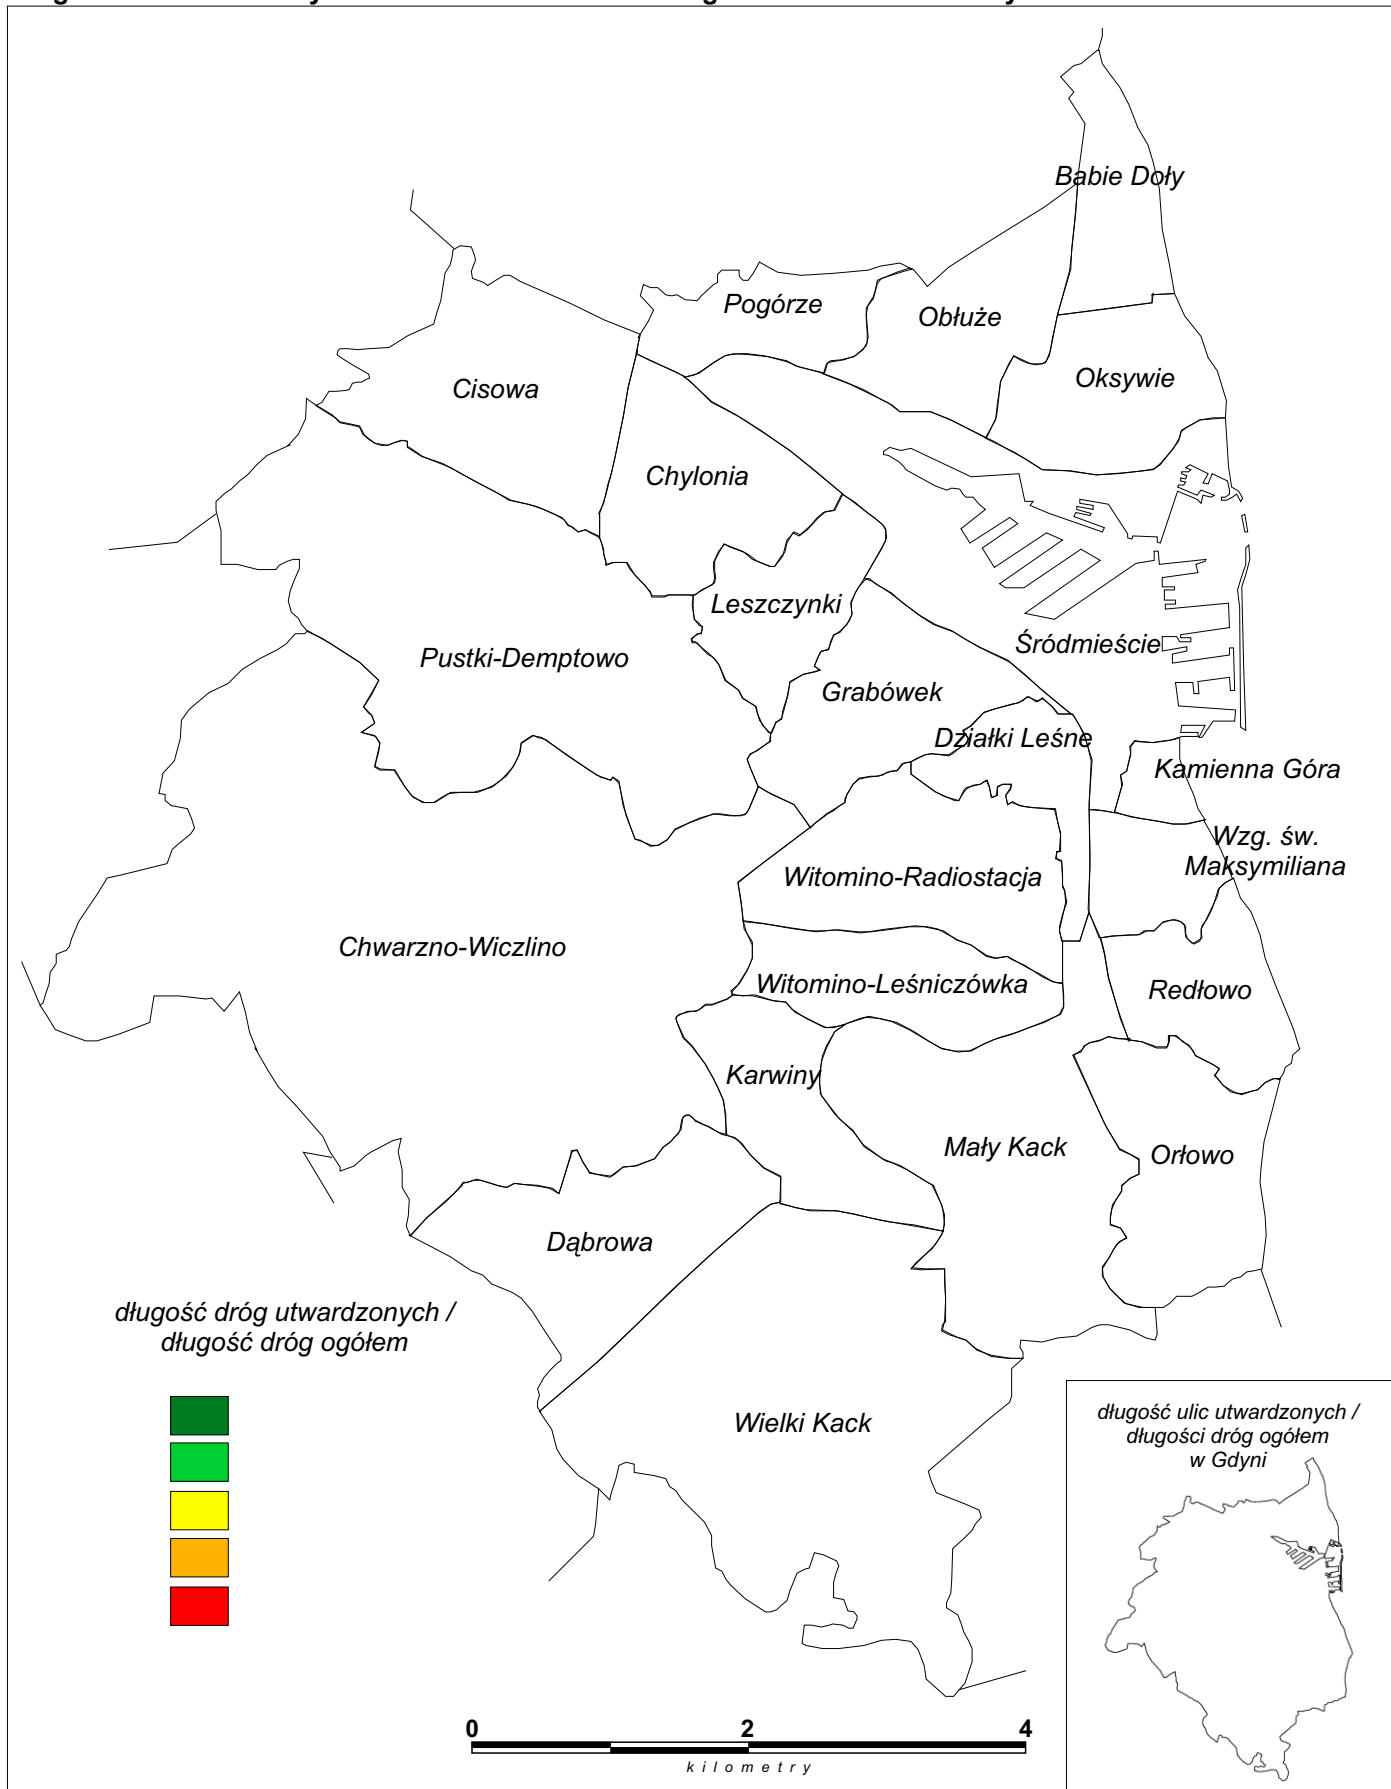 Babie Doły
Pogórze
Obłuże
Oksywie
Cisowa
Chylonia
Leszczynki
Śródmieście
Pustki-Demptowo
Grabówek
Działki Leśne
Kamienna Góra
Wzg. św.
Maksymiliana
Witomino-Radiostacja
Chwarzno-Wiczlino
Witomino-Leśniczówka
Redłowo
Karwiny
Mały Kack
Orłowo
Dąbrowa
Wielki Kack
długość dróg utwardzonych /
długość dróg ogółem
długość ulic utwardzonych /
długości dróg ogółem
w Gdyni
0 2 4
kilometry